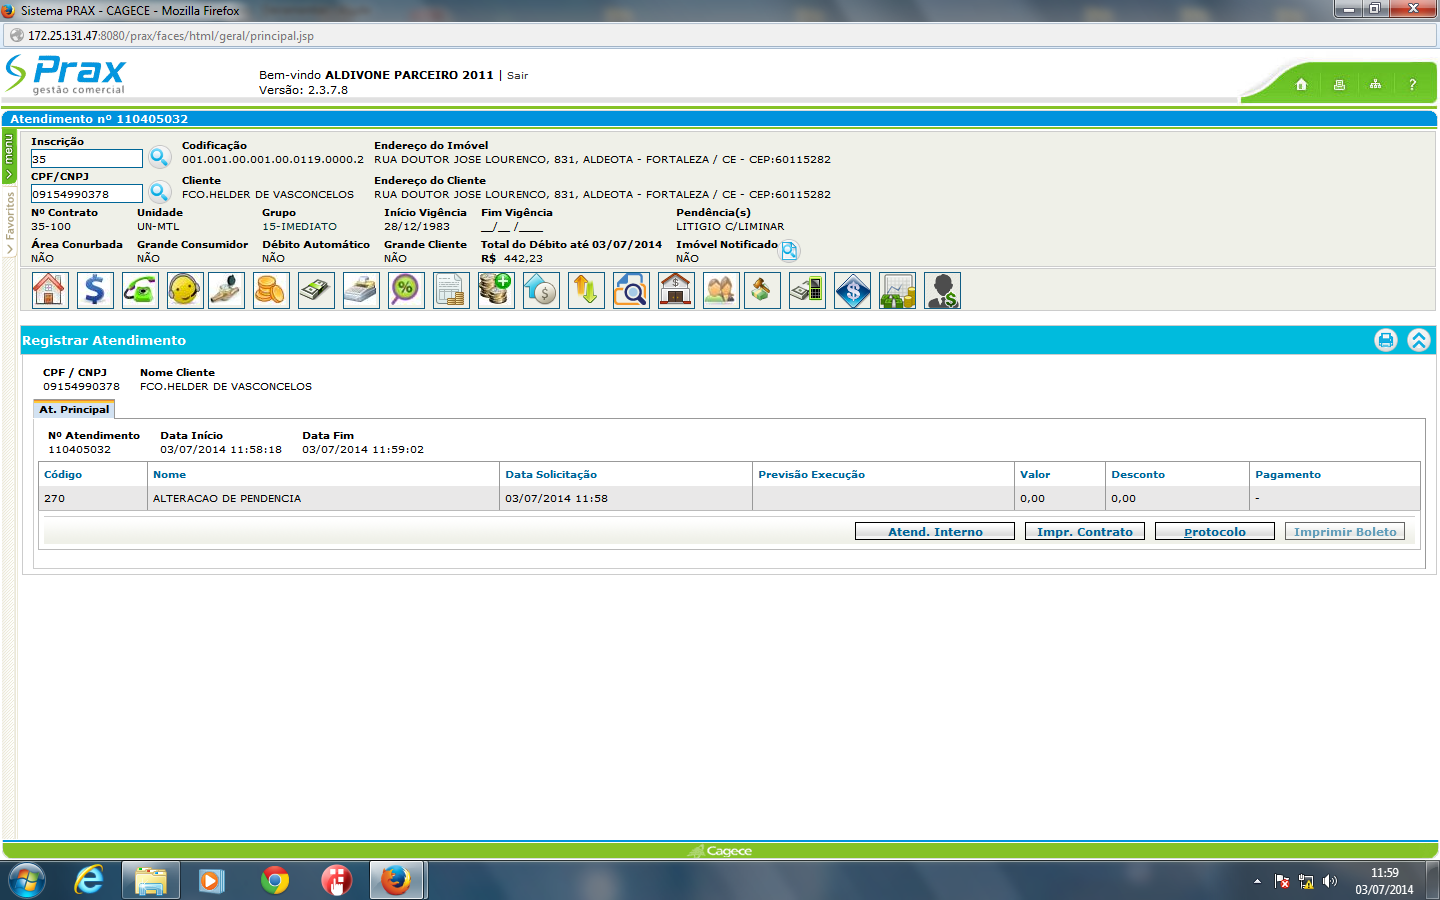 Sistema PRAX - CAGECE - Mozilla Firefox
172.25.131.47:8080/prax/faces/html/geral/principal.jsp
Prax
gestão comercial
Bem-vindo ALDIVONE PARCEIRO 2011 | Sair
Versão: 2.3.7.8
?
Atendimento nº 110405032
menu
Favoritos
Inscrição Codificação Endereço do Imóvel
35 001.001.00.001.00.0119.0000.2 RUA DOUTOR JOSE LOURENCO, 831, ALDEOTA - FORTALEZA / CE - CEP:60115282
CPF/CNPJ Cliente Endereço do Cliente
09154990378 FCO.HELDER DE VASCONCELOS RUA DOUTOR JOSE LOURENCO, 831, ALDEOTA - FORTALEZA / CE - CEP:60115282
Nº Contrato Unidade Grupo Início Vigência Fim Vigência Pendência(s)
35-100 UN-MTL 15-IMEDIATO 28/12/1983 __/__ /____ LITIGIO C/LIMINAR
Área Conurbada Grande Consumidor Débito Automático Grande Cliente Total do Débito até 03/07/2014 Imóvel Notificado
NÃO NÃO NÃO NÃO R$ 442,23 NÃO
Registrar Atendimento
CPF / CNPJ Nome Cliente
09154990378 FCO.HELDER DE VASCONCELOS
At. Principal
Nº Atendimento Data Início Data Fim
110405032 03/07/2014 11:58:18 03/07/2014 11:59:02
Código Nome Data Solicitação Previsão Execução Valor Desconto Pagamento
270 ALTERACAO DE PENDENCIA 03/07/2014 11:58 0,00 0,00 -
Atend. Interno Impr. Contrato Protocolo Imprimir Boleto
Cagece
11:59
03/07/2014